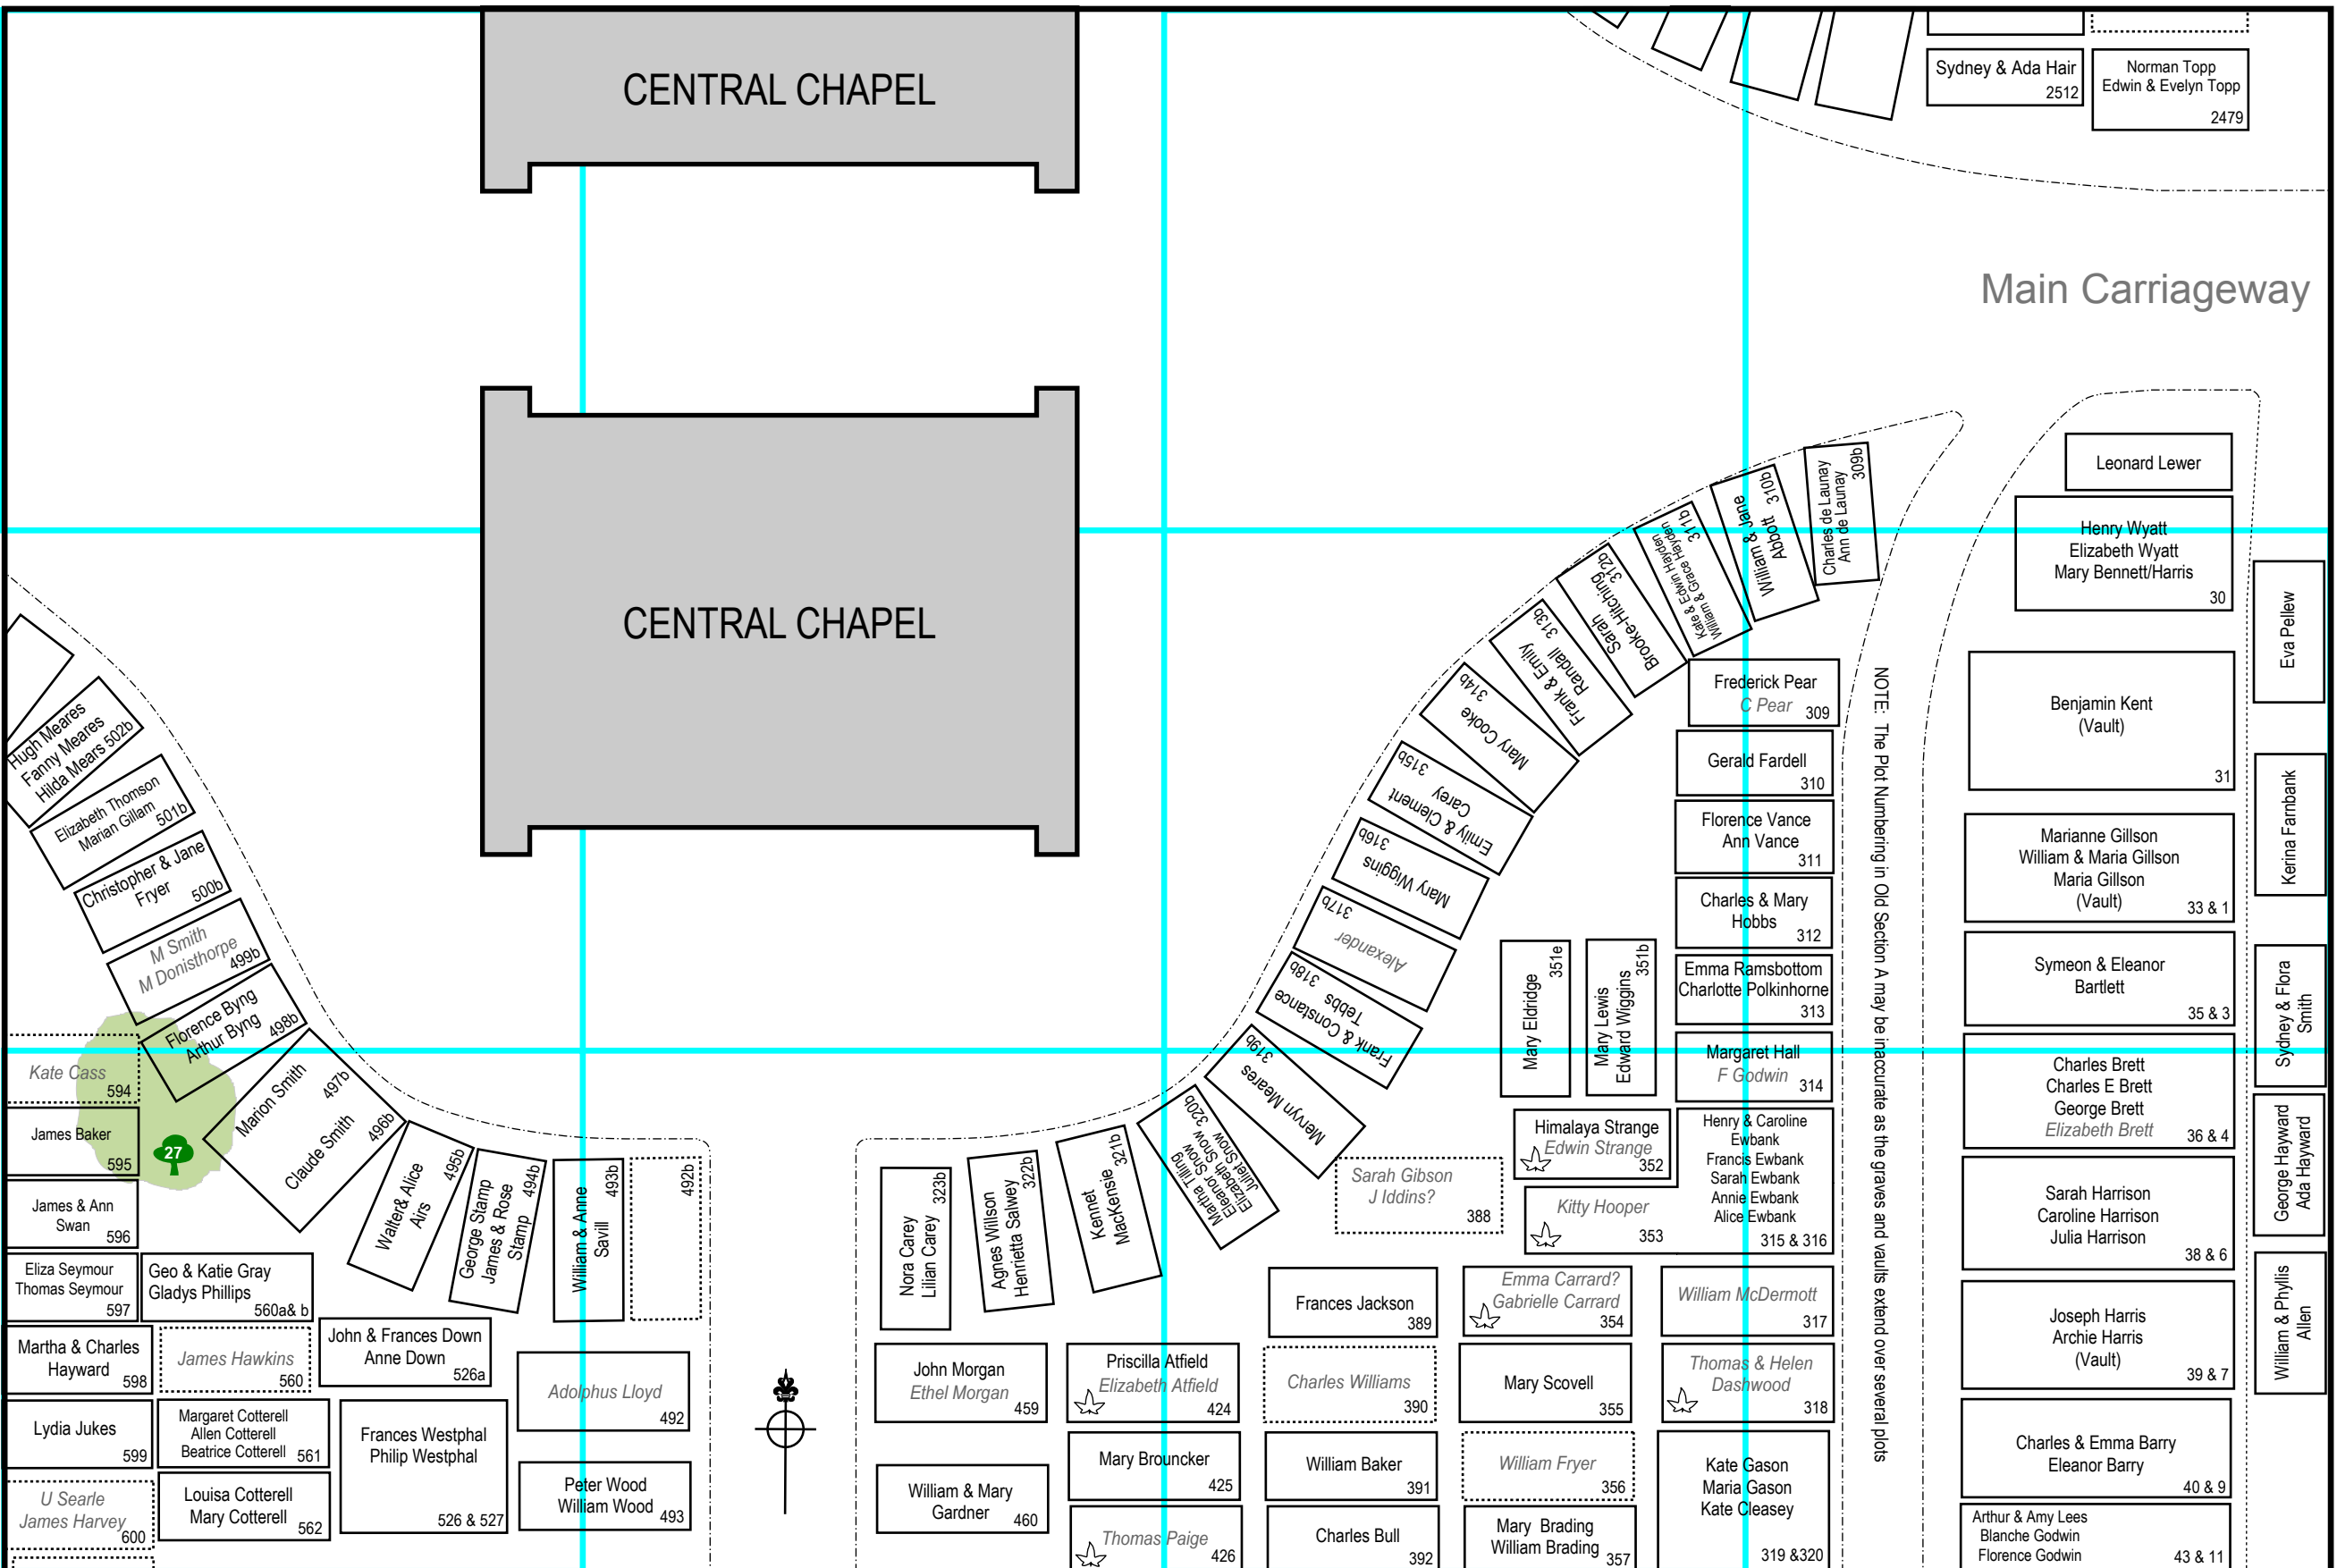 CENTRAL CHAPEL
Sydney & Ada Hair
2512
Norman Topp
Edwin & Evelyn Topp
2479
Main Carriageway
CENTRAL CHAPEL
Leonard Lewer
Henry Wyatt
Elizabeth Wyatt
Mary Bennett/Harris
30
Eva Pellew
Benjamin Kent
(Vault)
31
Kerina Farnbank
Marianne Gillson
William & Maria Gillson
Maria Gillson
(Vault)
33 & 1
Symeon & Eleanor
Bartlett
35 & 3
Sydney & Flora
Smith
Charles Brett
Charles E Brett
George Brett
Elizabeth Brett
36 & 4
George Hayward
Ada Hayward
Sarah Harrison
Caroline Harrison
Julia Harrison
38 & 6
William & Phyllis
Allen
Joseph Harris
Archie Harris
(Vault)
39 & 7
Charles & Emma Barry
Eleanor Barry
40 & 9
Arthur & Amy Lees
Blanche Godwin
Florence Godwin
43 & 11
NOTE: The Plot Numbering in Old Section A may be inaccurate as the graves and vaults extend over several plots
Charles de Launay
Ann de Launay
309b
William & Jane
Abbott 310b
Kate & Edwin Hayden
William & Grace Hayden
311b
Sarah
Brooke-Hitching
312b
Frank & Emily
Randall
313b
Mary Cooke
314b
Emily & Clement
Carey
315b
Mary Wiggins
316b
Alexander
317b
Frank & Constance
Tebbs
318b
Mervyn Meares
319b
Martha Tilling
Eleanor Snow
Elizabeth Snow
Juliet Snow
320b
Kennet
MacKensie
321b
Agnes Willson
Henrietta Salwey
322b
Nora Carey
Lilian Carey
323b
Frederick Pear
C Pear
309
Gerald Fardell
310
Florence Vance
Ann Vance
311
Charles & Mary
Hobbs
312
Emma Ramsbottom
Charlotte Polkinhorne
313
Margaret Hall
F Godwin
314
Henry & Caroline
Ewbank
Francis Ewbank
Sarah Ewbank
Annie Ewbank
Alice Ewbank
315 & 316
William McDermott
317
Thomas & Helen
Dashwood
318
Kate Gason
Maria Gason
Kate Cleasey
319 &320
Mary Eldridge
351e
Mary Lewis
Edward Wiggins
351b
Himalaya Strange
Edwin Strange
352
Kitty Hooper
353
Emma Carrard?
Gabrielle Carrard
354
Mary Scovell
355
William Fryer
356
Mary Brading
William Brading
357
Sarah Gibson
J Iddins?
388
Frances Jackson
389
Charles Williams
390
William Baker
391
Charles Bull
392
Priscilla Atfield
Elizabeth Atfield
424
Mary Brouncker
425
Thomas Paige
426
John Morgan
Ethel Morgan
459
William & Mary
Gardner
460
Hugh Meares
Fanny Meares
Hilda Mears 502b
Elizabeth Thomson
Marian Gillam
501b
Christopher & Jane
Fryer
500b
M Smith
M Donisthorpe
499b
Florence Byng
Arthur Byng
498b
Marion Smith
497b
Claude Smith
496b
Walter& Alice
Airs
495b
George Stamp
James & Rose
Stamp
494b
William & Anne
Savill
493b
492b
Kate Cass
594
James Baker
595
27
James & Ann
Swan
596
Eliza Seymour
Thomas Seymour
597
Geo & Katie Gray
Gladys Phillips
560a& b
Martha & Charles
Hayward
598
James Hawkins
560
John & Frances Down
Anne Down
526a
Adolphus Lloyd
492
Lydia Jukes
599
Margaret Cotterell
Allen Cotterell
Beatrice Cotterell
561
Frances Westphal
Philip Westphal
526 & 527
Peter Wood
William Wood
493
U Searle
James Harvey
600
Louisa Cotterell
Mary Cotterell
562